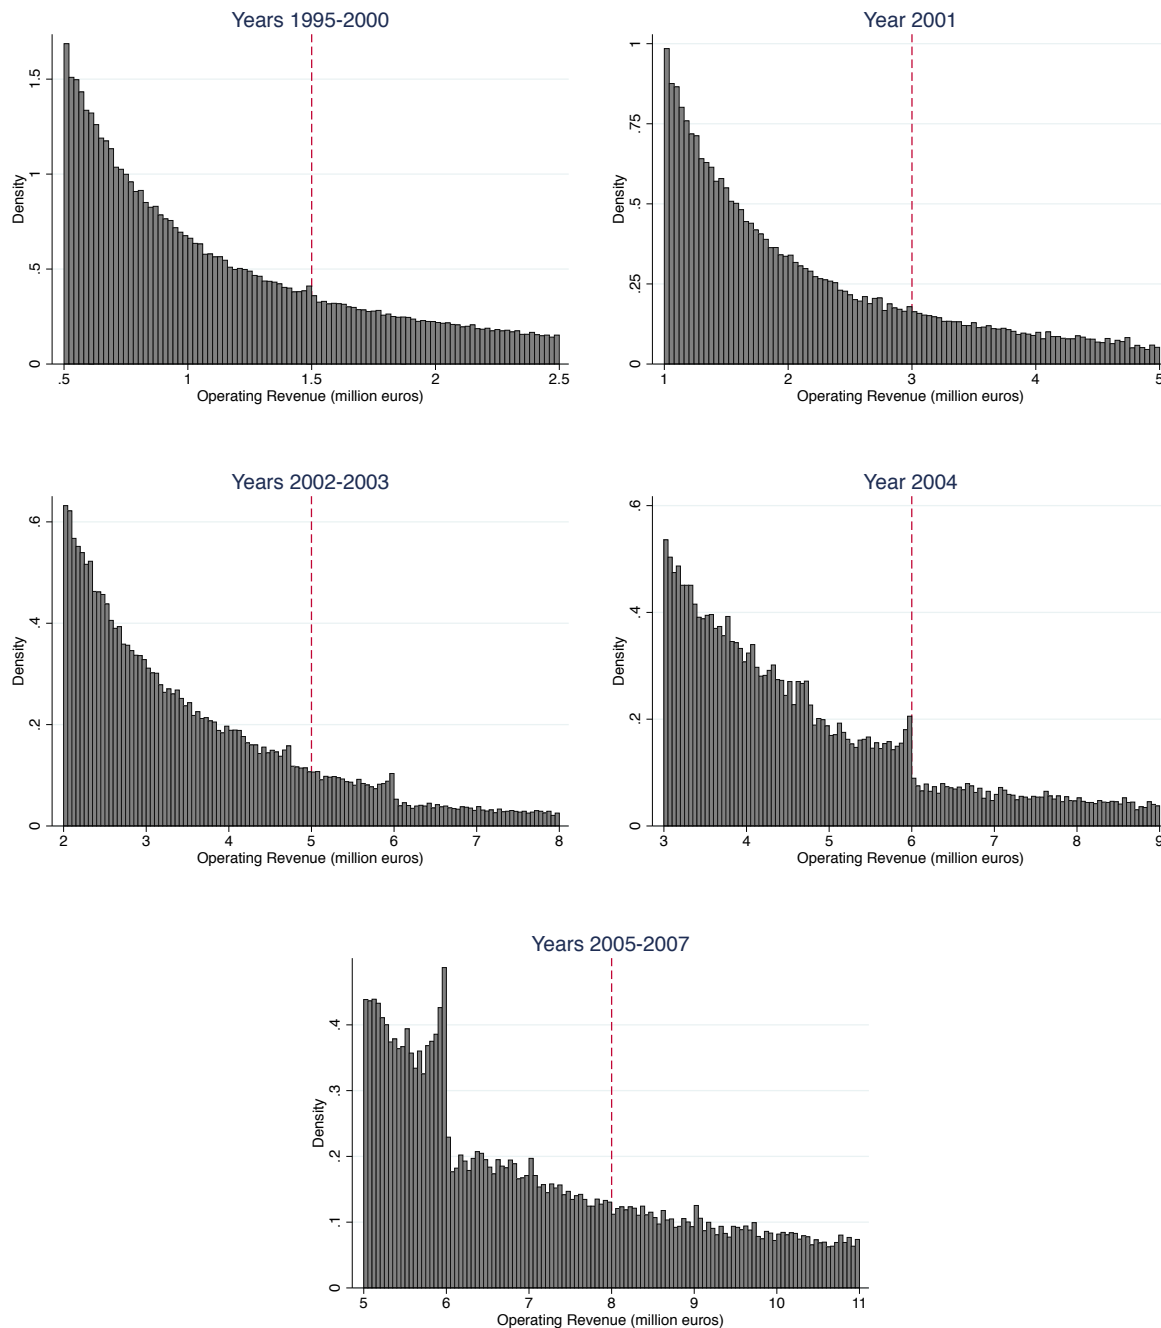 Years 1995-2000
Density
0 .5 1 1.5
.5 1 1.5 2 2.5
Operating Revenue (million euros)
Year 2001
Density
0 .25 .5 .75 1
1 2 3 4 5
Operating Revenue (million euros)
Years 2002-2003
Density
0 .2 .4 .6
2 3 4 5 6 7 8
Operating Revenue (million euros)
Year 2004
Density
0 .2 .4 .6
3 4 5 6 7 8 9
Operating Revenue (million euros)
Years 2005-2007
Density
0 .1 .2 .3 .4
5 6 7 8 9 10 11
Operating Revenue (million euros)